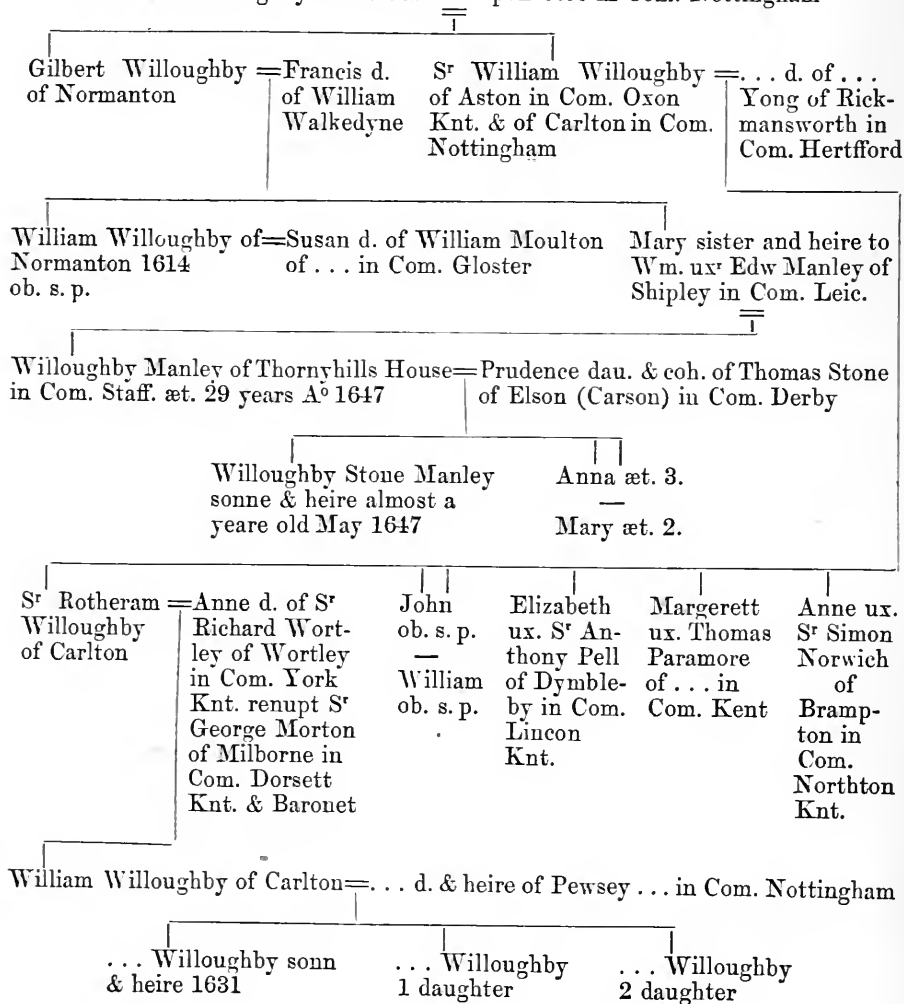 Gilbert Willoughby
of Normanton
=Francis d.
of William
Walkedyne
Sʳ William Willoughby
of Aston in Com. Oxon
Knt. & of Carlton in Com.
Nottingham
=. . . d. of . . .
Yong of Rick-
mansworth in
Com. Hertfford
William Willoughby of
Normanton 1614
ob. s. p.
=Susan d. of William Moulton
of . . . in Com. Gloster
Mary sister and heire to
Wm. uxʳ Edw Manley of
Shipley in Com. Leic.
Willoughby Manley of Thornyhills House
in Com. Staff. æt. 29 years Aº 1647
=Prudence dau. & coh. of Thomas Stone
of Elson (Carson) in Com. Derby
Willoughby Stone Manley
sonne & heire almost a
yeare old May 1647
Anna æt. 3.
—
Mary æt. 2.
Sʳ Rotheram
Willoughby
of Carlton
=Anne d. of Sʳ
Richard Wort-
ley of Wortley
in Com. York
Knt. renupt Sʳ
George Morton
of Milborne in
Com. Dorsett
Knt. & Baronet
John
ob. s. p.
—
William
ob. s. p.
Elizabeth
ux. Sʳ An-
thony Pell
of Dymble-
by in Com.
Lincon
Knt.
Margerett
ux. Thomas
Paramore
of . . . in
Com. Kent
Anne ux.
Sʳ Simon
Norwich
of
Bramp-
ton in
Com.
Northton
Knt.
William Willoughby of Carlton=. . . d. & heire of Pewsey . . . in Com. Nottingham
. . . Willoughby sonn
& heire 1631
. . . Willoughby
1 daughter
. . . Willoughby
2 daughter